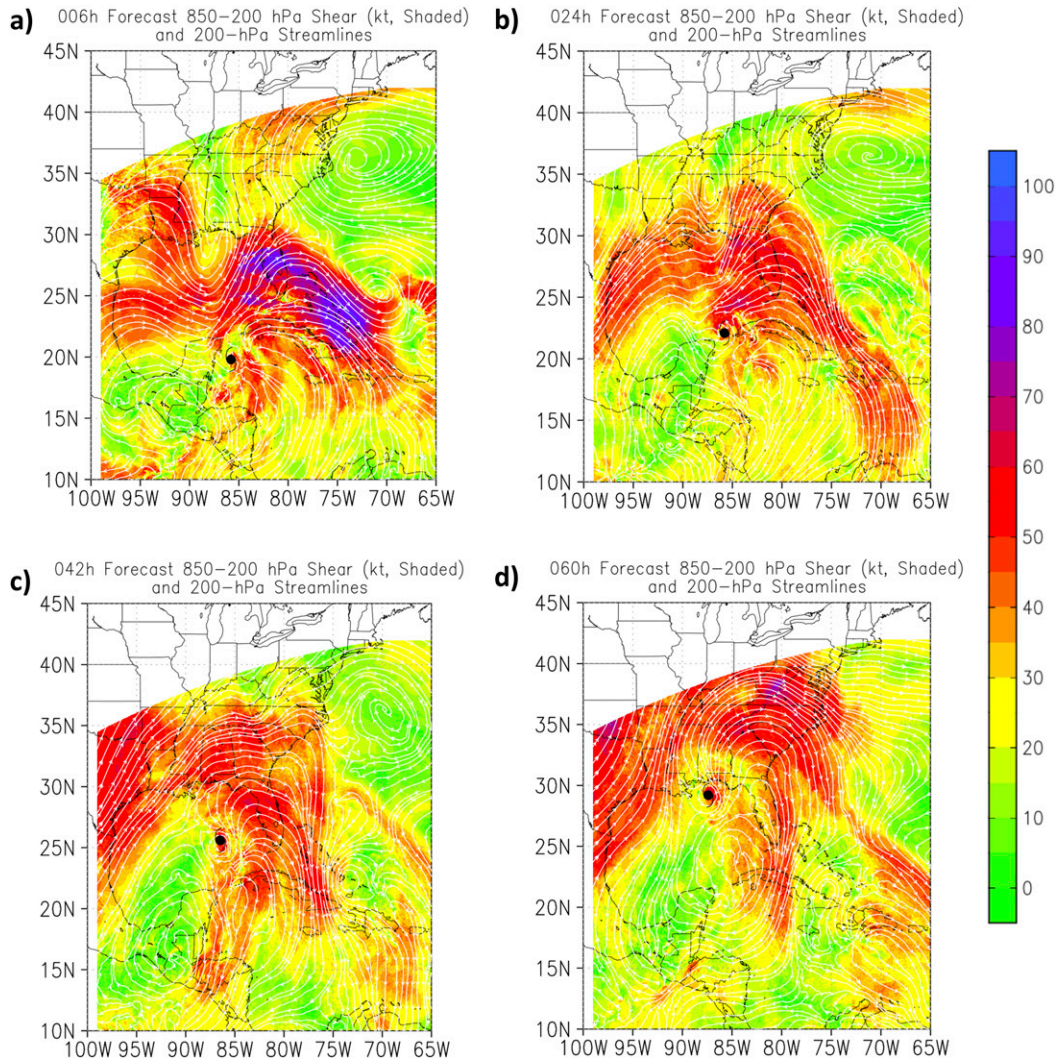 a)
006h Forecast 850-200 hPa Shear (kt, Shaded)
and 200-hPa Streamlines
45N
40N
35N
30N
25N
20N
15N
10N
100W 95W 90W 85W 80W 75W 70W 65W
b)
024h Forecast 850-200 hPa Shear (kt, Shaded)
and 200-hPa Streamlines
45N
40N
35N
30N
25N
20N
15N
10N
100W 95W 90W 85W 80W 75W 70W 65W
100
90
80
70
60
50
40
30
20
10
0
c)
042h Forecast 850-200 hPa Shear (kt, Shaded)
and 200-hPa Streamlines
45N
40N
35N
30N
25N
20N
15N
10N
100W 95W 90W 85W 80W 75W 70W 65W
d)
060h Forecast 850-200 hPa Shear (kt, Shaded)
and 200-hPa Streamlines
45N
40N
35N
30N
25N
20N
15N
10N
100W 95W 90W 85W 80W 75W 70W 65W